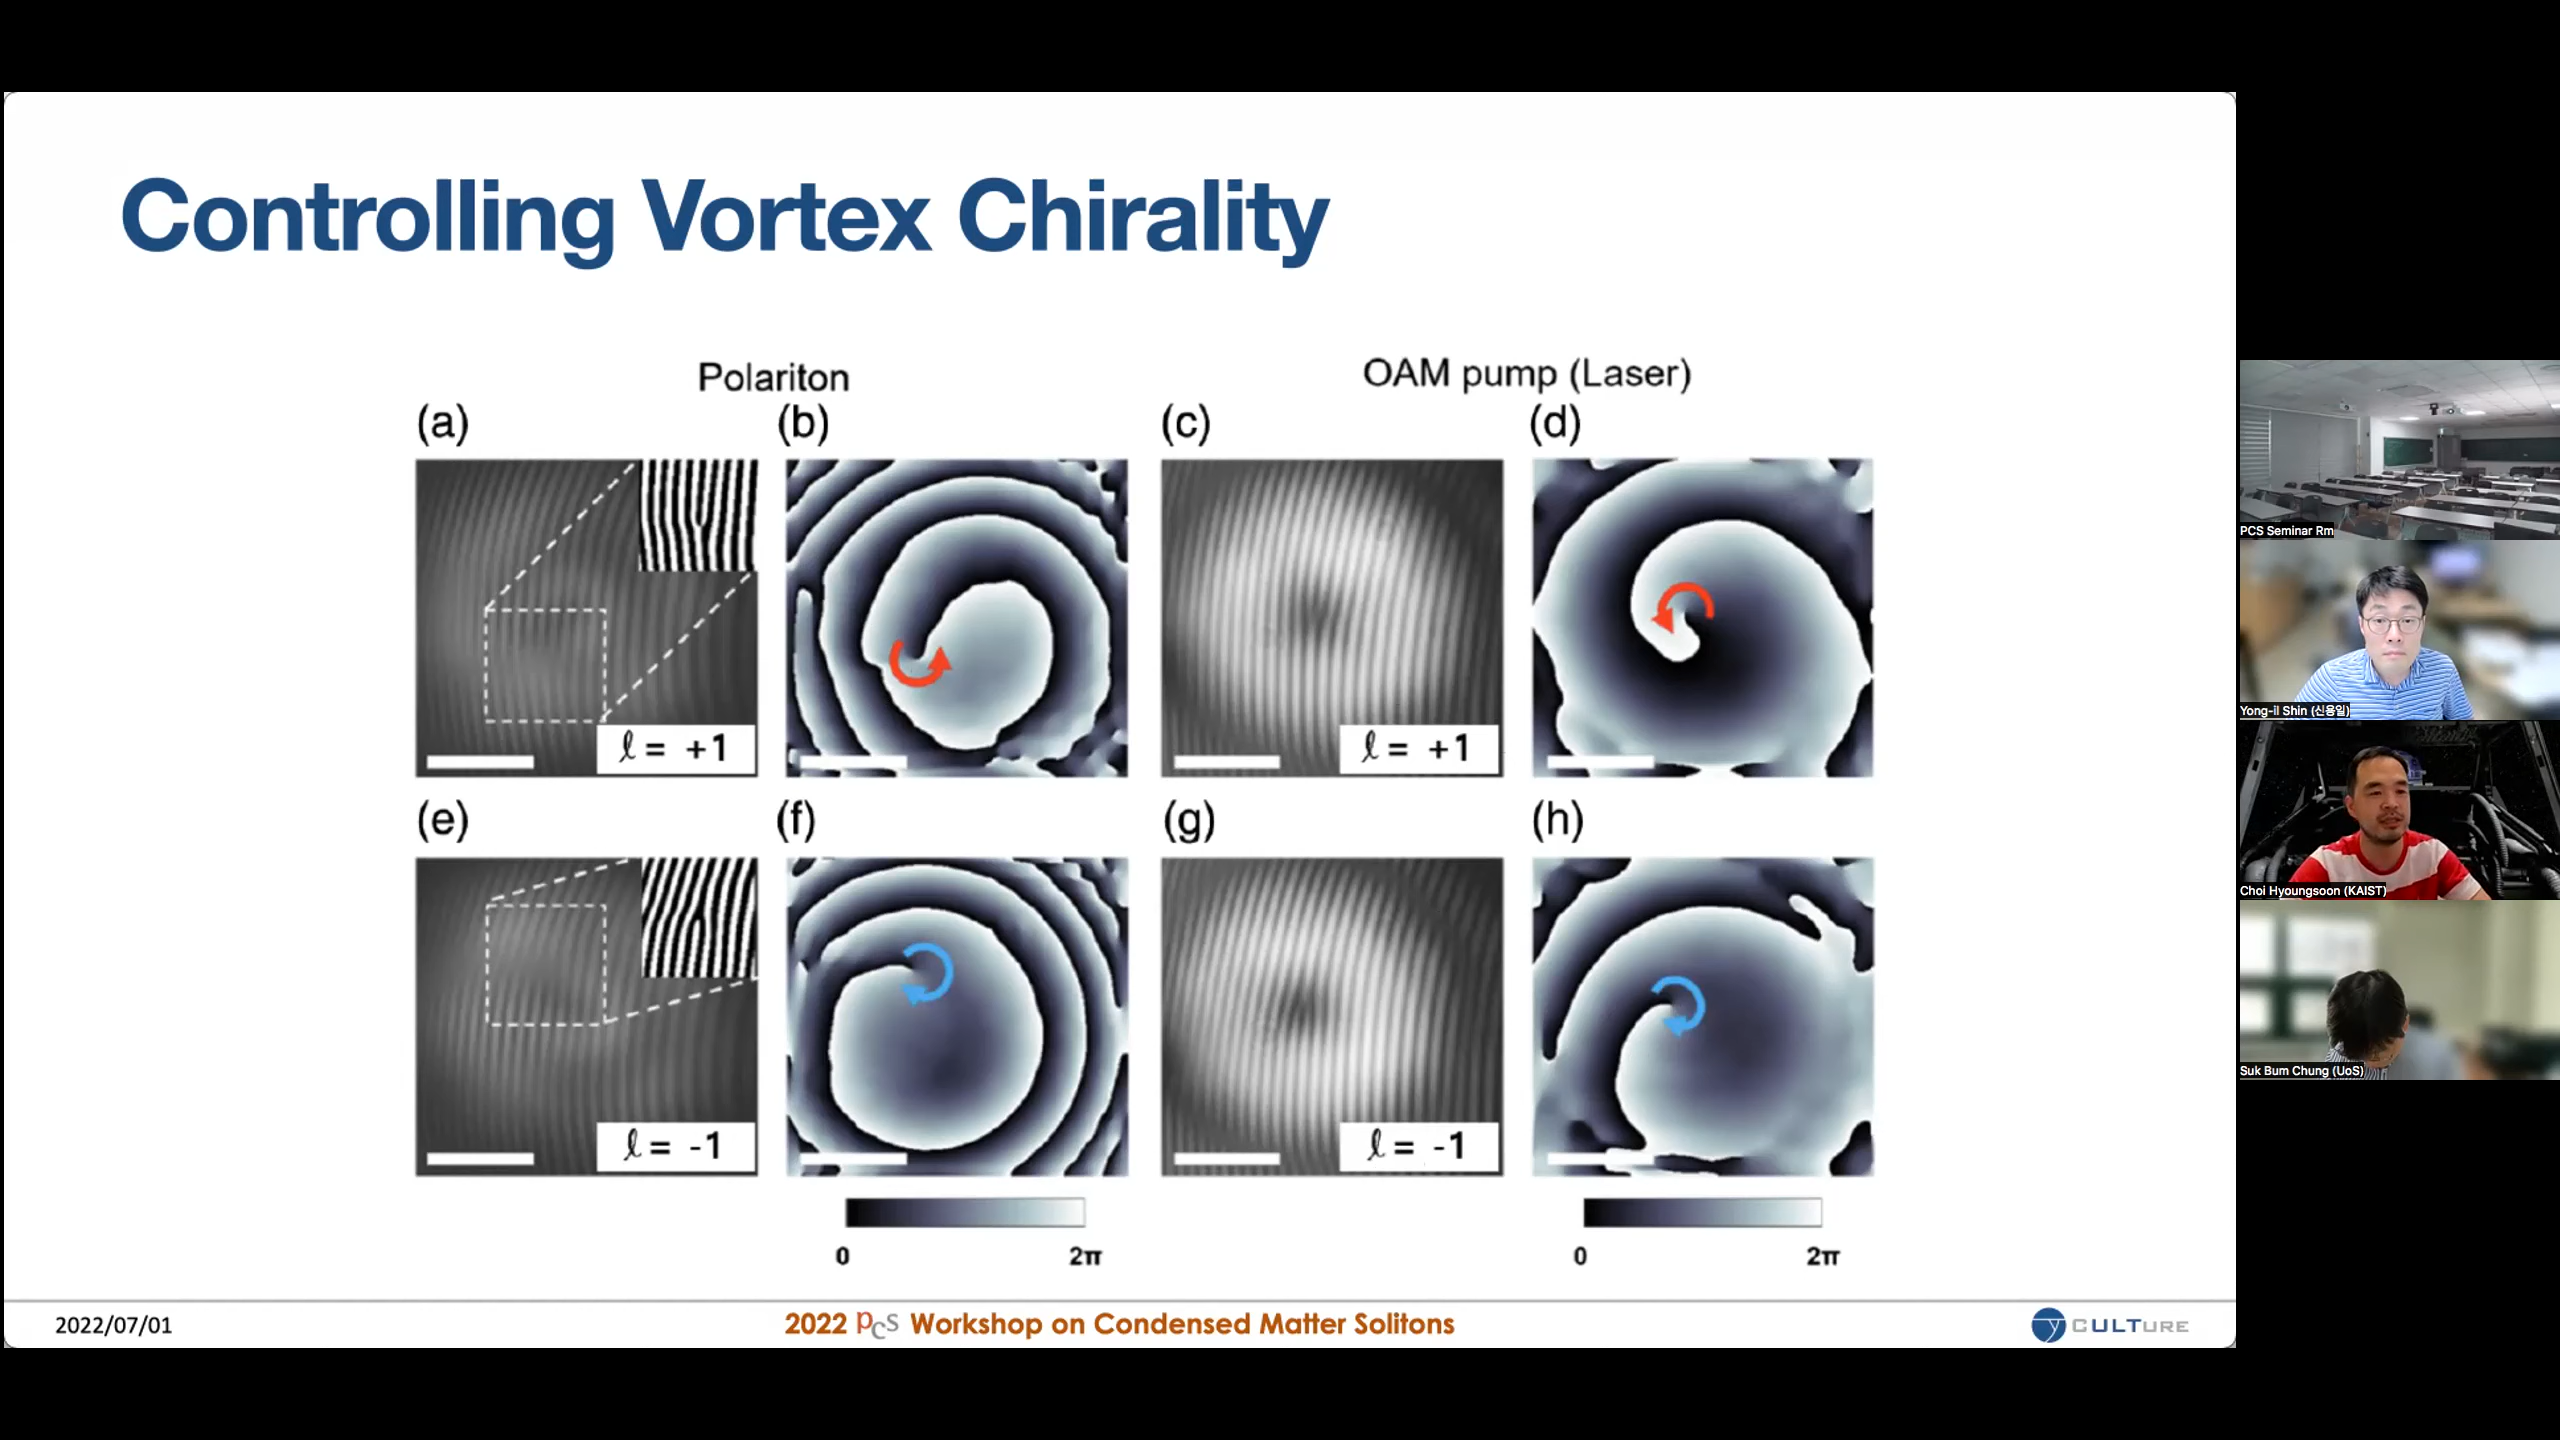 Controlling Vortex Chirality
Polariton
OAM pump (Laser)
(a)
(b)
(c)
(d)
ℓ = +1
ℓ = +1
(e)
(f)
(g)
(h)
ℓ = -1
ℓ = -1
0
2π
0
2π
2022/07/01
2022 PCS Workshop on Condensed Matter Solitons
CULTURE
PCS Seminar Rm
Yong-il Shin (신용일)
Choi Hyoungsoon (KAIST)
Suk Bum Chung (UoS)